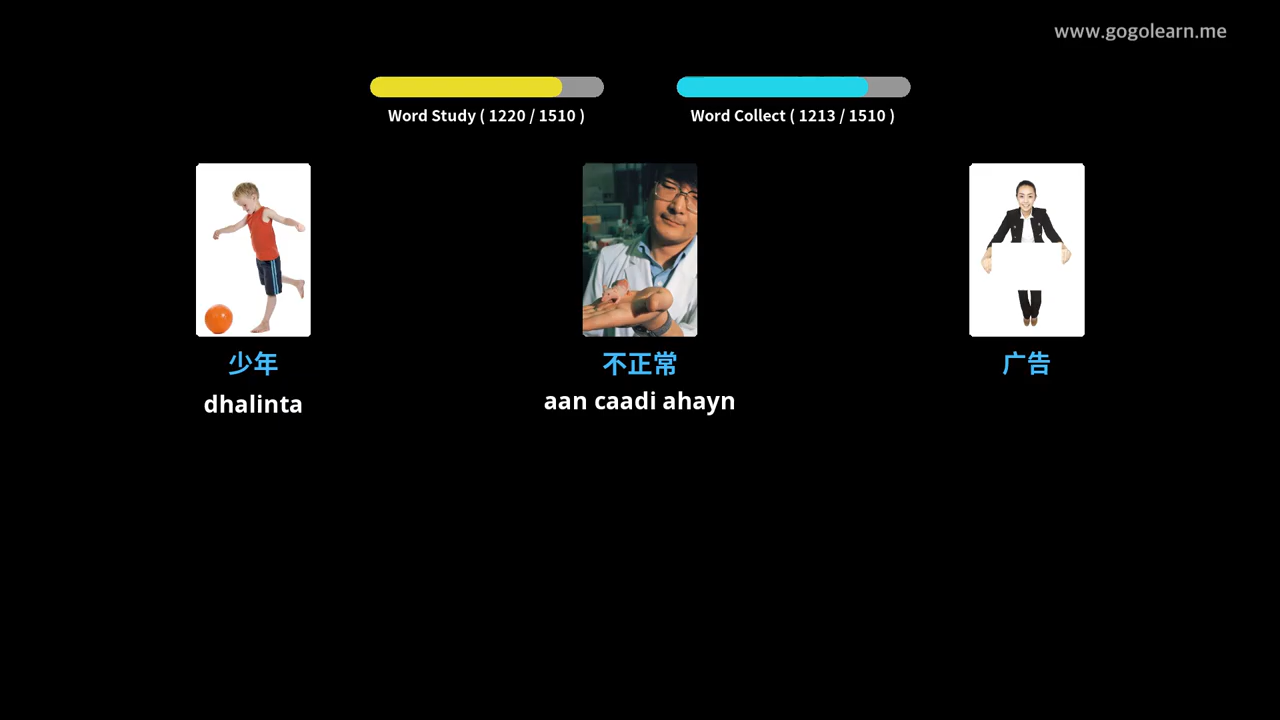 www.gogolearn.me
Word Study ( 1220 / 1510 )
Word Collect ( 1213 / 1510 )
少年
不正常
广告
dhalinta
aan caadi ahayn